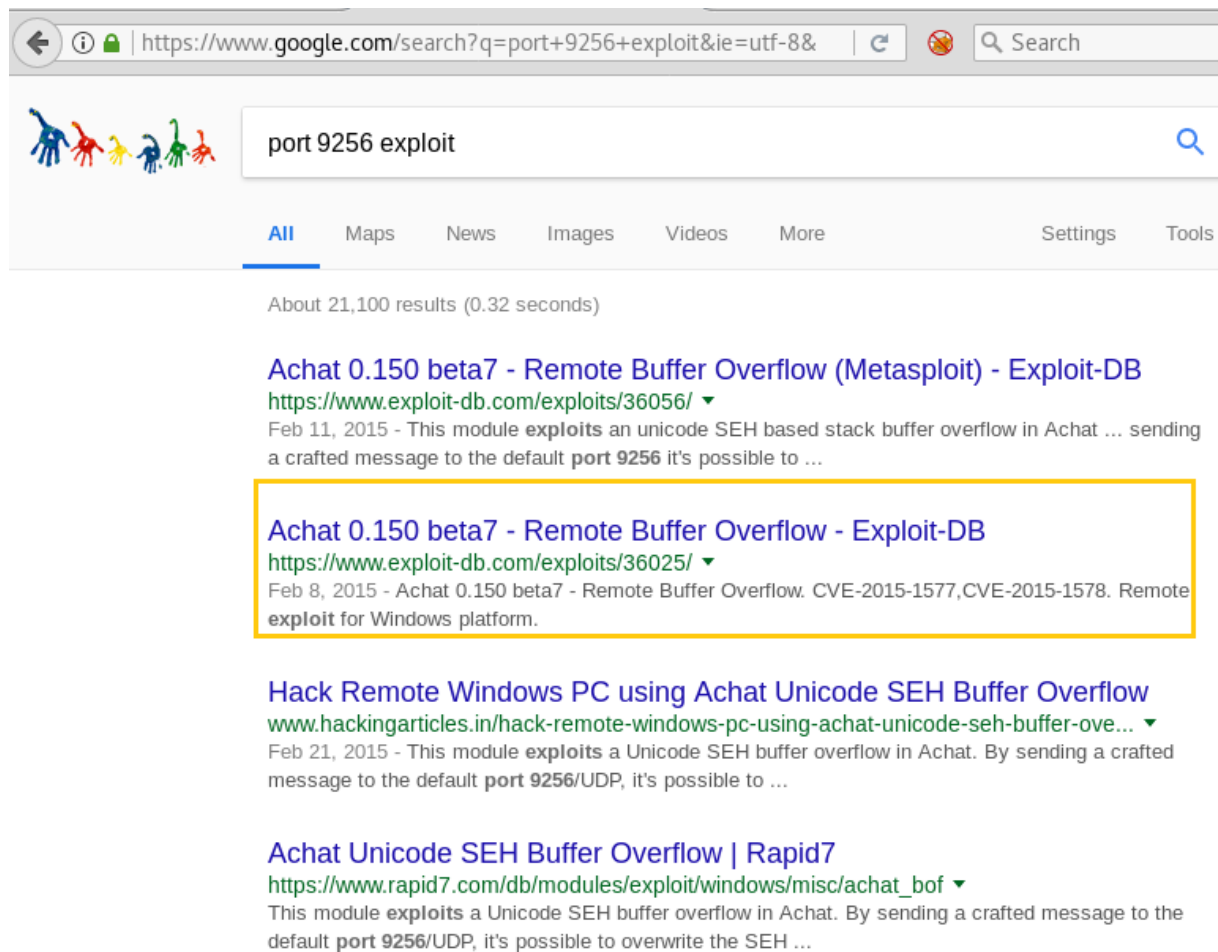 https://www.google.com/search?q=port+9256+exploit&ie=utf-8&
Search
port 9256 exploit
All Maps News Images Videos More Settings Tools
About 21,100 results (0.32 seconds)
Achat 0.150 beta7 - Remote Buffer Overflow (Metasploit) - Exploit-DB
https://www.exploit-db.com/exploits/36056/
Feb 11, 2015 - This module exploits an unicode SEH based stack buffer overflow in Achat ... sending
a crafted message to the default port 9256 it's possible to ...
Achat 0.150 beta7 - Remote Buffer Overflow - Exploit-DB
https://www.exploit-db.com/exploits/36025/
Feb 8, 2015 - Achat 0.150 beta7 - Remote Buffer Overflow. CVE-2015-1577,CVE-2015-1578. Remote
exploit for Windows platform.
Hack Remote Windows PC using Achat Unicode SEH Buffer Overflow
www.hackingarticles.in/hack-remote-windows-pc-using-achat-unicode-seh-buffer-ove...
Feb 21, 2015 - This module exploits a Unicode SEH buffer overflow in Achat. By sending a crafted
message to the default port 9256/UDP, it's possible to ...
Achat Unicode SEH Buffer Overflow | Rapid7
https://www.rapid7.com/db/modules/exploit/windows/misc/achat_bof
This module exploits a Unicode SEH buffer overflow in Achat. By sending a crafted message to the
default port 9256/UDP, it's possible to overwrite the SEH ...